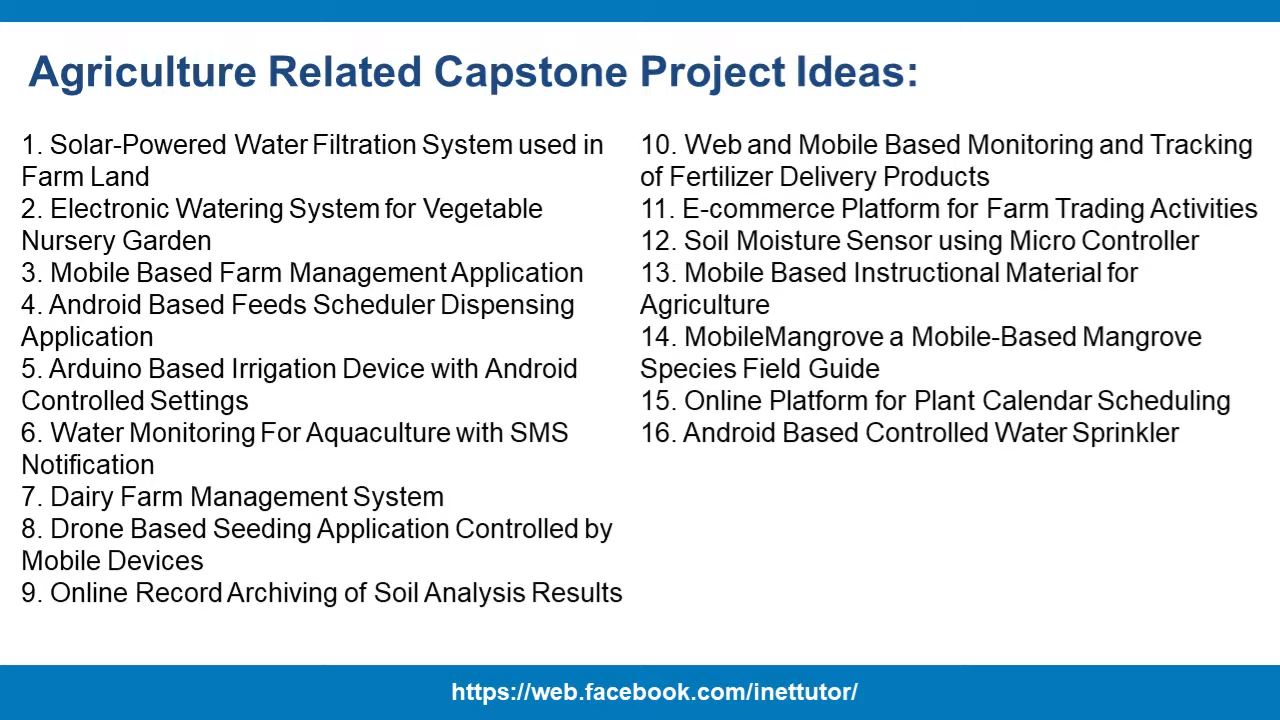 Agriculture Related Capstone Project Ideas:
1. Solar-Powered Water Filtration System used in
Farm Land
2. Electronic Watering System for Vegetable
Nursery Garden
3. Mobile Based Farm Management Application
4. Android Based Feeds Scheduler Dispensing
Application
5. Arduino Based Irrigation Device with Android
Controlled Settings
6. Water Monitoring For Aquaculture with SMS
Notification
7. Dairy Farm Management System
8. Drone Based Seeding Application Controlled by
Mobile Devices
9. Online Record Archiving of Soil Analysis Results
10. Web and Mobile Based Monitoring and Tracking
of Fertilizer Delivery Products
11. E-commerce Platform for Farm Trading Activities
12. Soil Moisture Sensor using Micro Controller
13. Mobile Based Instructional Material for
Agriculture
14. MobileMangrove a Mobile-Based Mangrove
Species Field Guide
15. Online Platform for Plant Calendar Scheduling
16. Android Based Controlled Water Sprinkler
https://web.facebook.com/inettutor/